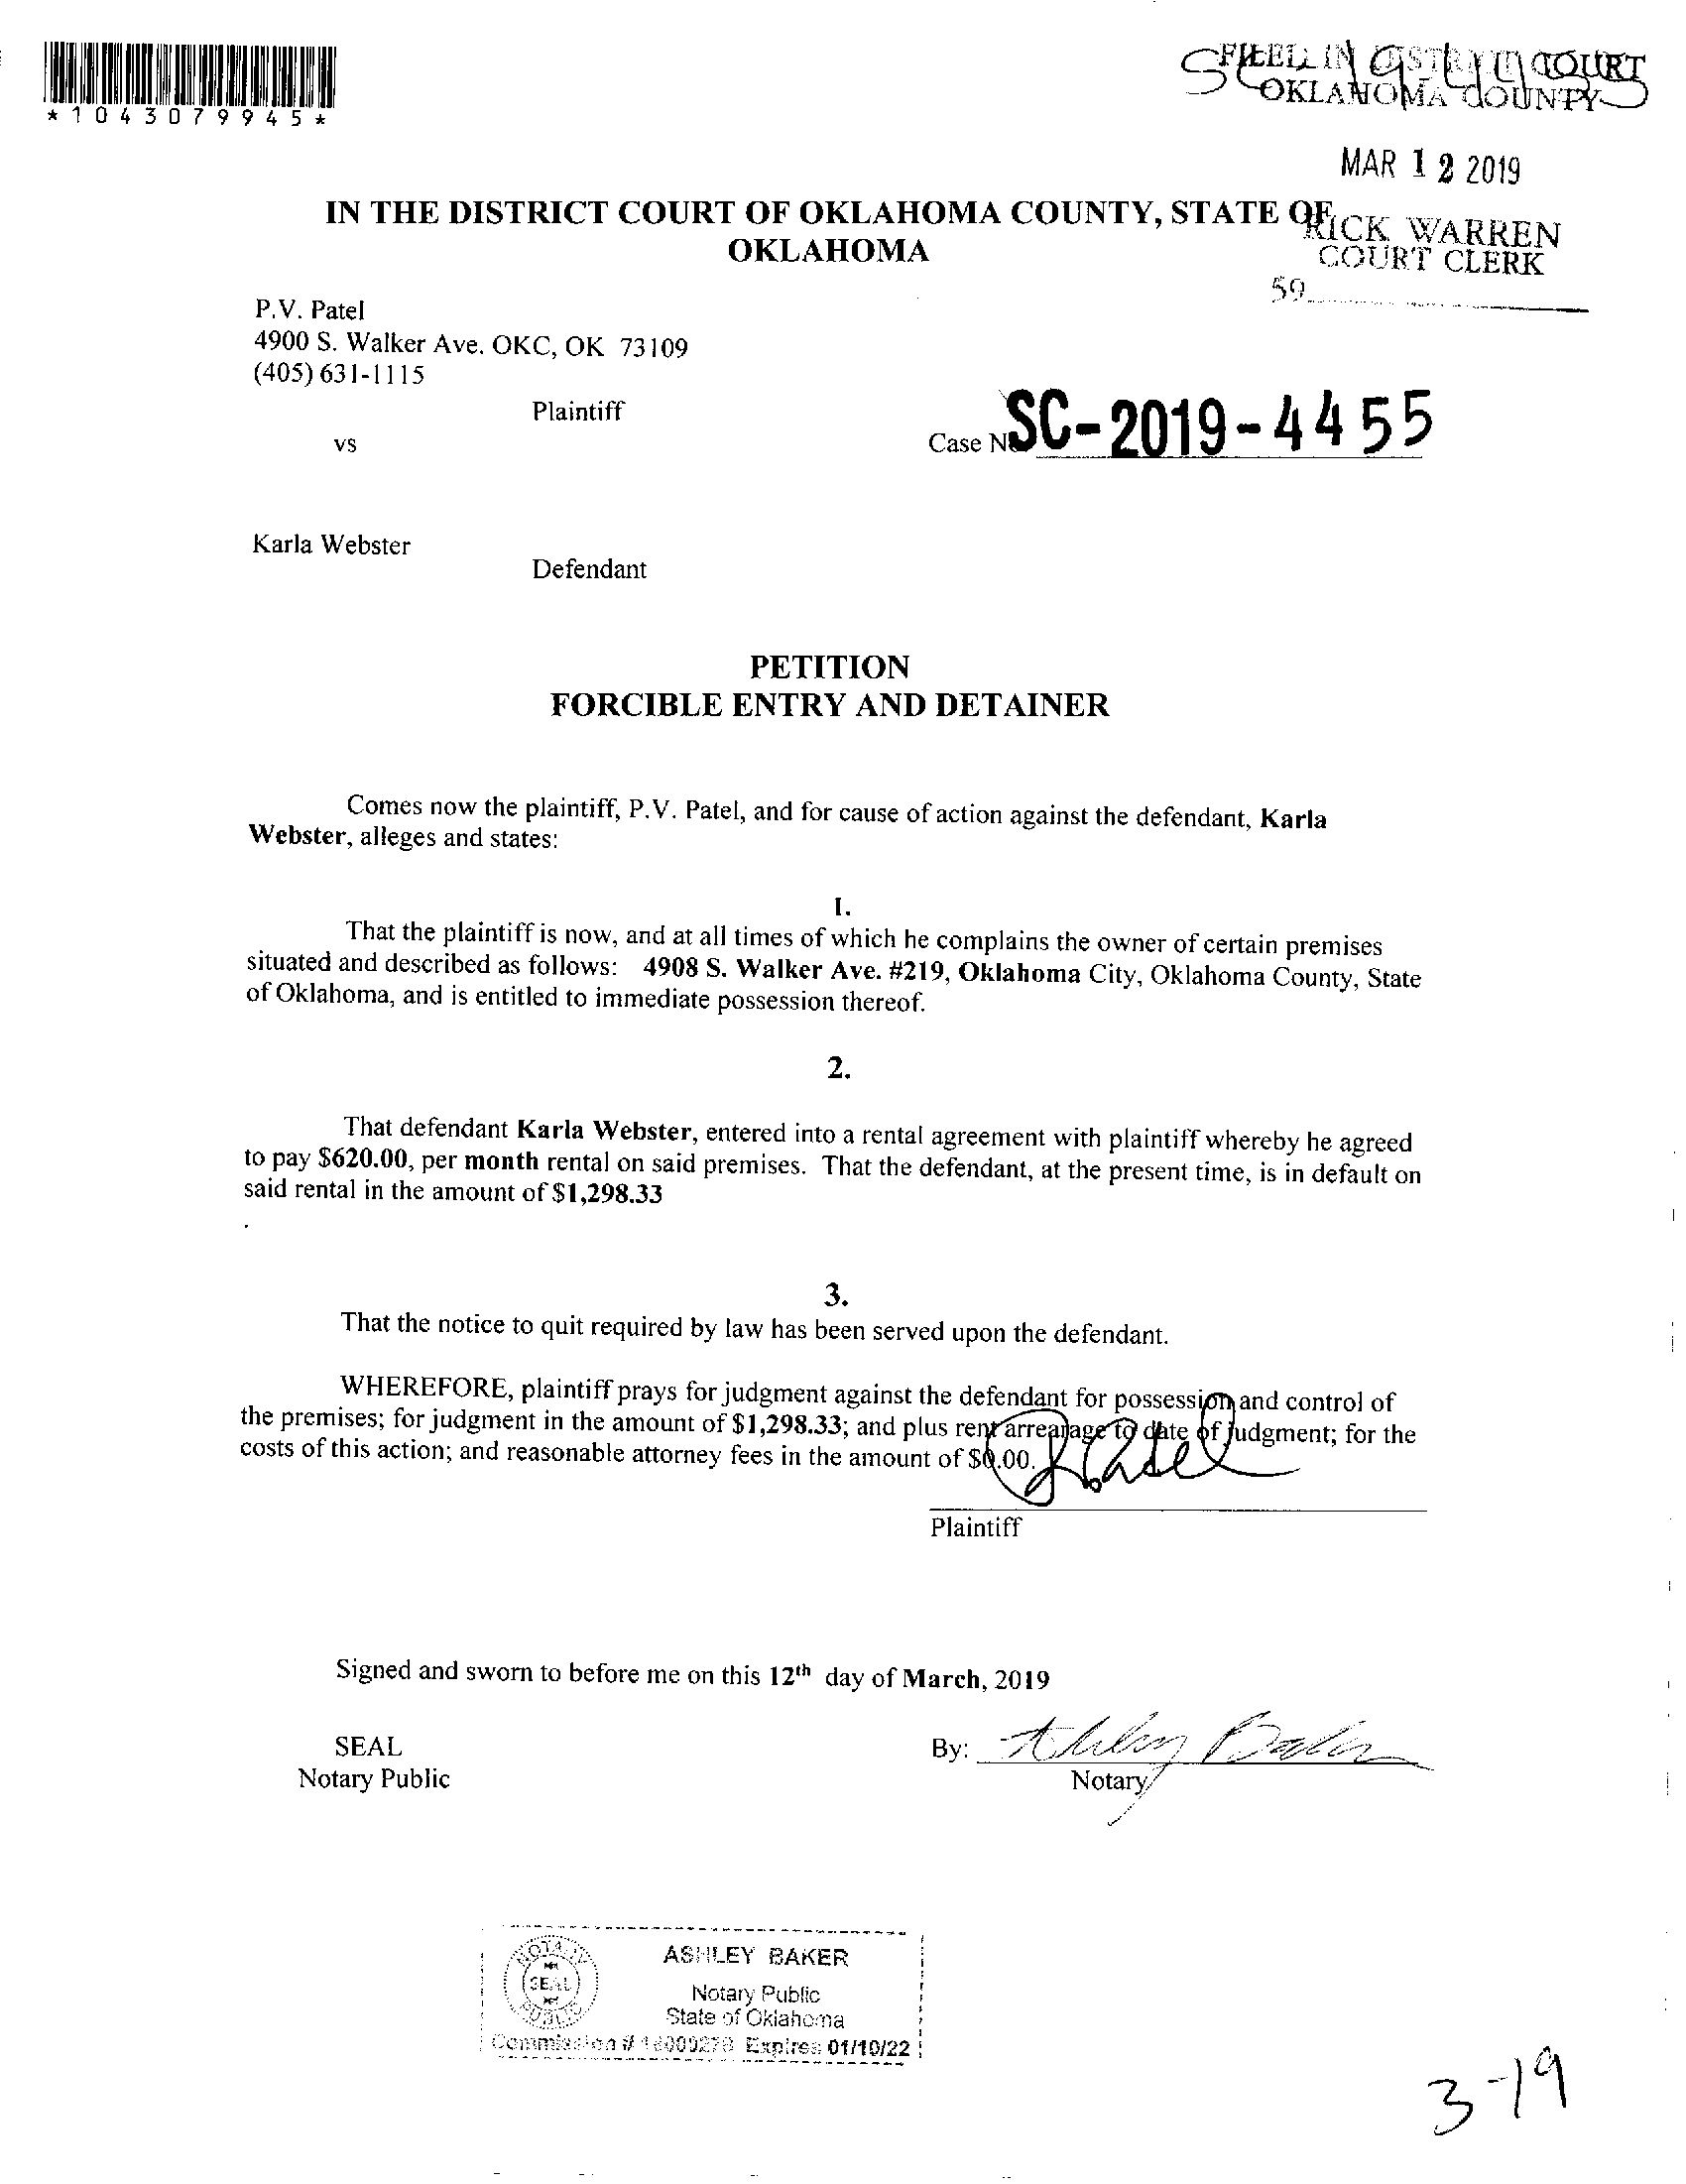 *1043079945*
FILED IN DISTRICT COURT
OKLAHOMA COUNTY
MAR 12 2019
IN THE DISTRICT COURT OF OKLAHOMA COUNTY, STATE OF
OKLAHOMA
RICK WARREN
COURT CLERK
59
P.V. Patel
4900 S. Walker Ave. OKC, OK 73109
(405) 631-1115
Plaintiff
vs
Case No SC-2019-4455
Karla Webster
Defendant
PETITION
FORCIBLE ENTRY AND DETAINER
Comes now the plaintiff, P.V. Patel, and for cause of action against the defendant, Karla
Webster, alleges and states:
1.
That the plaintiff is now, and at all times of which he complains the owner of certain premises
situated and described as follows: 4908 S. Walker Ave. #219, Oklahoma City, Oklahoma County, State
of Oklahoma, and is entitled to immediate possession thereof.
2.
That defendant Karla Webster, entered into a rental agreement with plaintiff whereby he agreed
to pay $620.00, per month rental on said premises. That the defendant, at the present time, is in default on
said rental in the amount of $1,298.33
.
3.
That the notice to quit required by law has been served upon the defendant.
WHEREFORE, plaintiff prays for judgment against the defendant for possession and control of
the premises; for judgment in the amount of $1,298.33; and plus rent arrearage to date of judgment; for the
costs of this action; and reasonable attorney fees in the amount of $0.00.
Plaintiff
Signed and sworn to before me on this 12th day of March, 2019
SEAL
Notary Public
By: Ashley Baker
Notary
NOTARY
SEAL
PUBLIC
ASHLEY BAKER
Notary Public
State of Oklahoma
Commission # Expires 01/10/22
3-19